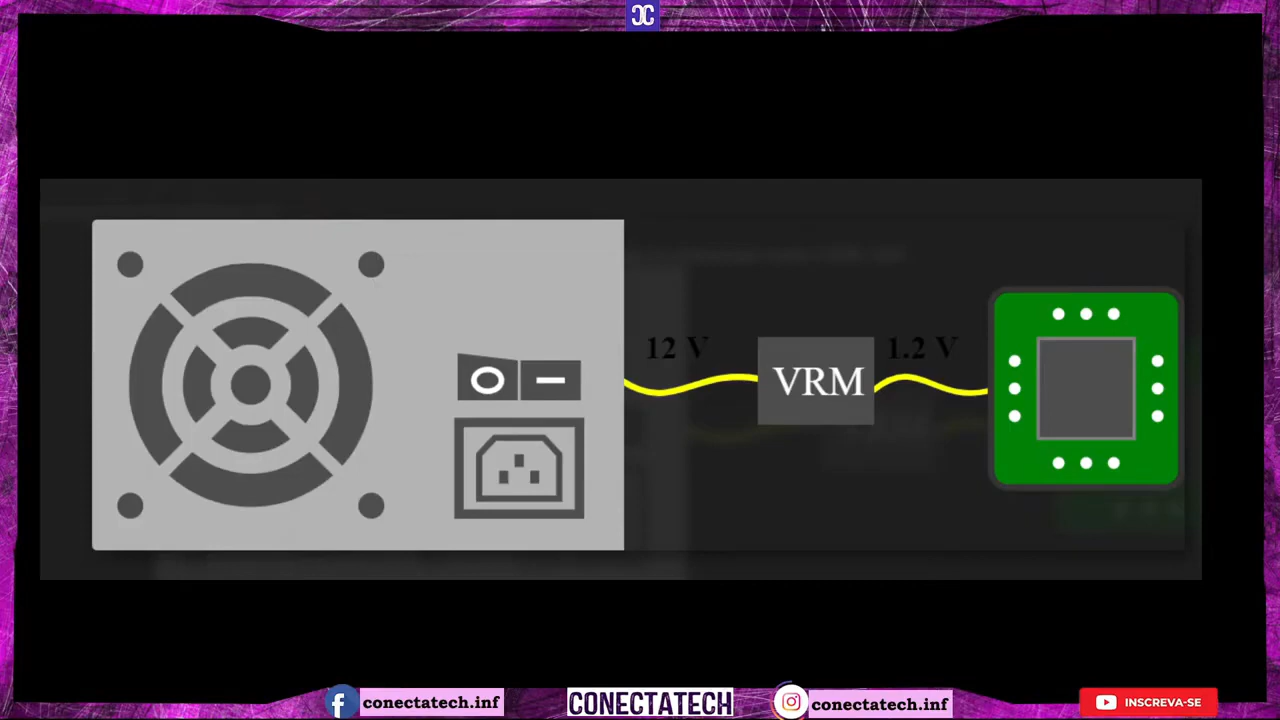 12 V
VRM
1.2 V
conectatech.inf
CONECTATECH
conectatech.inf
INSCREVA-SE